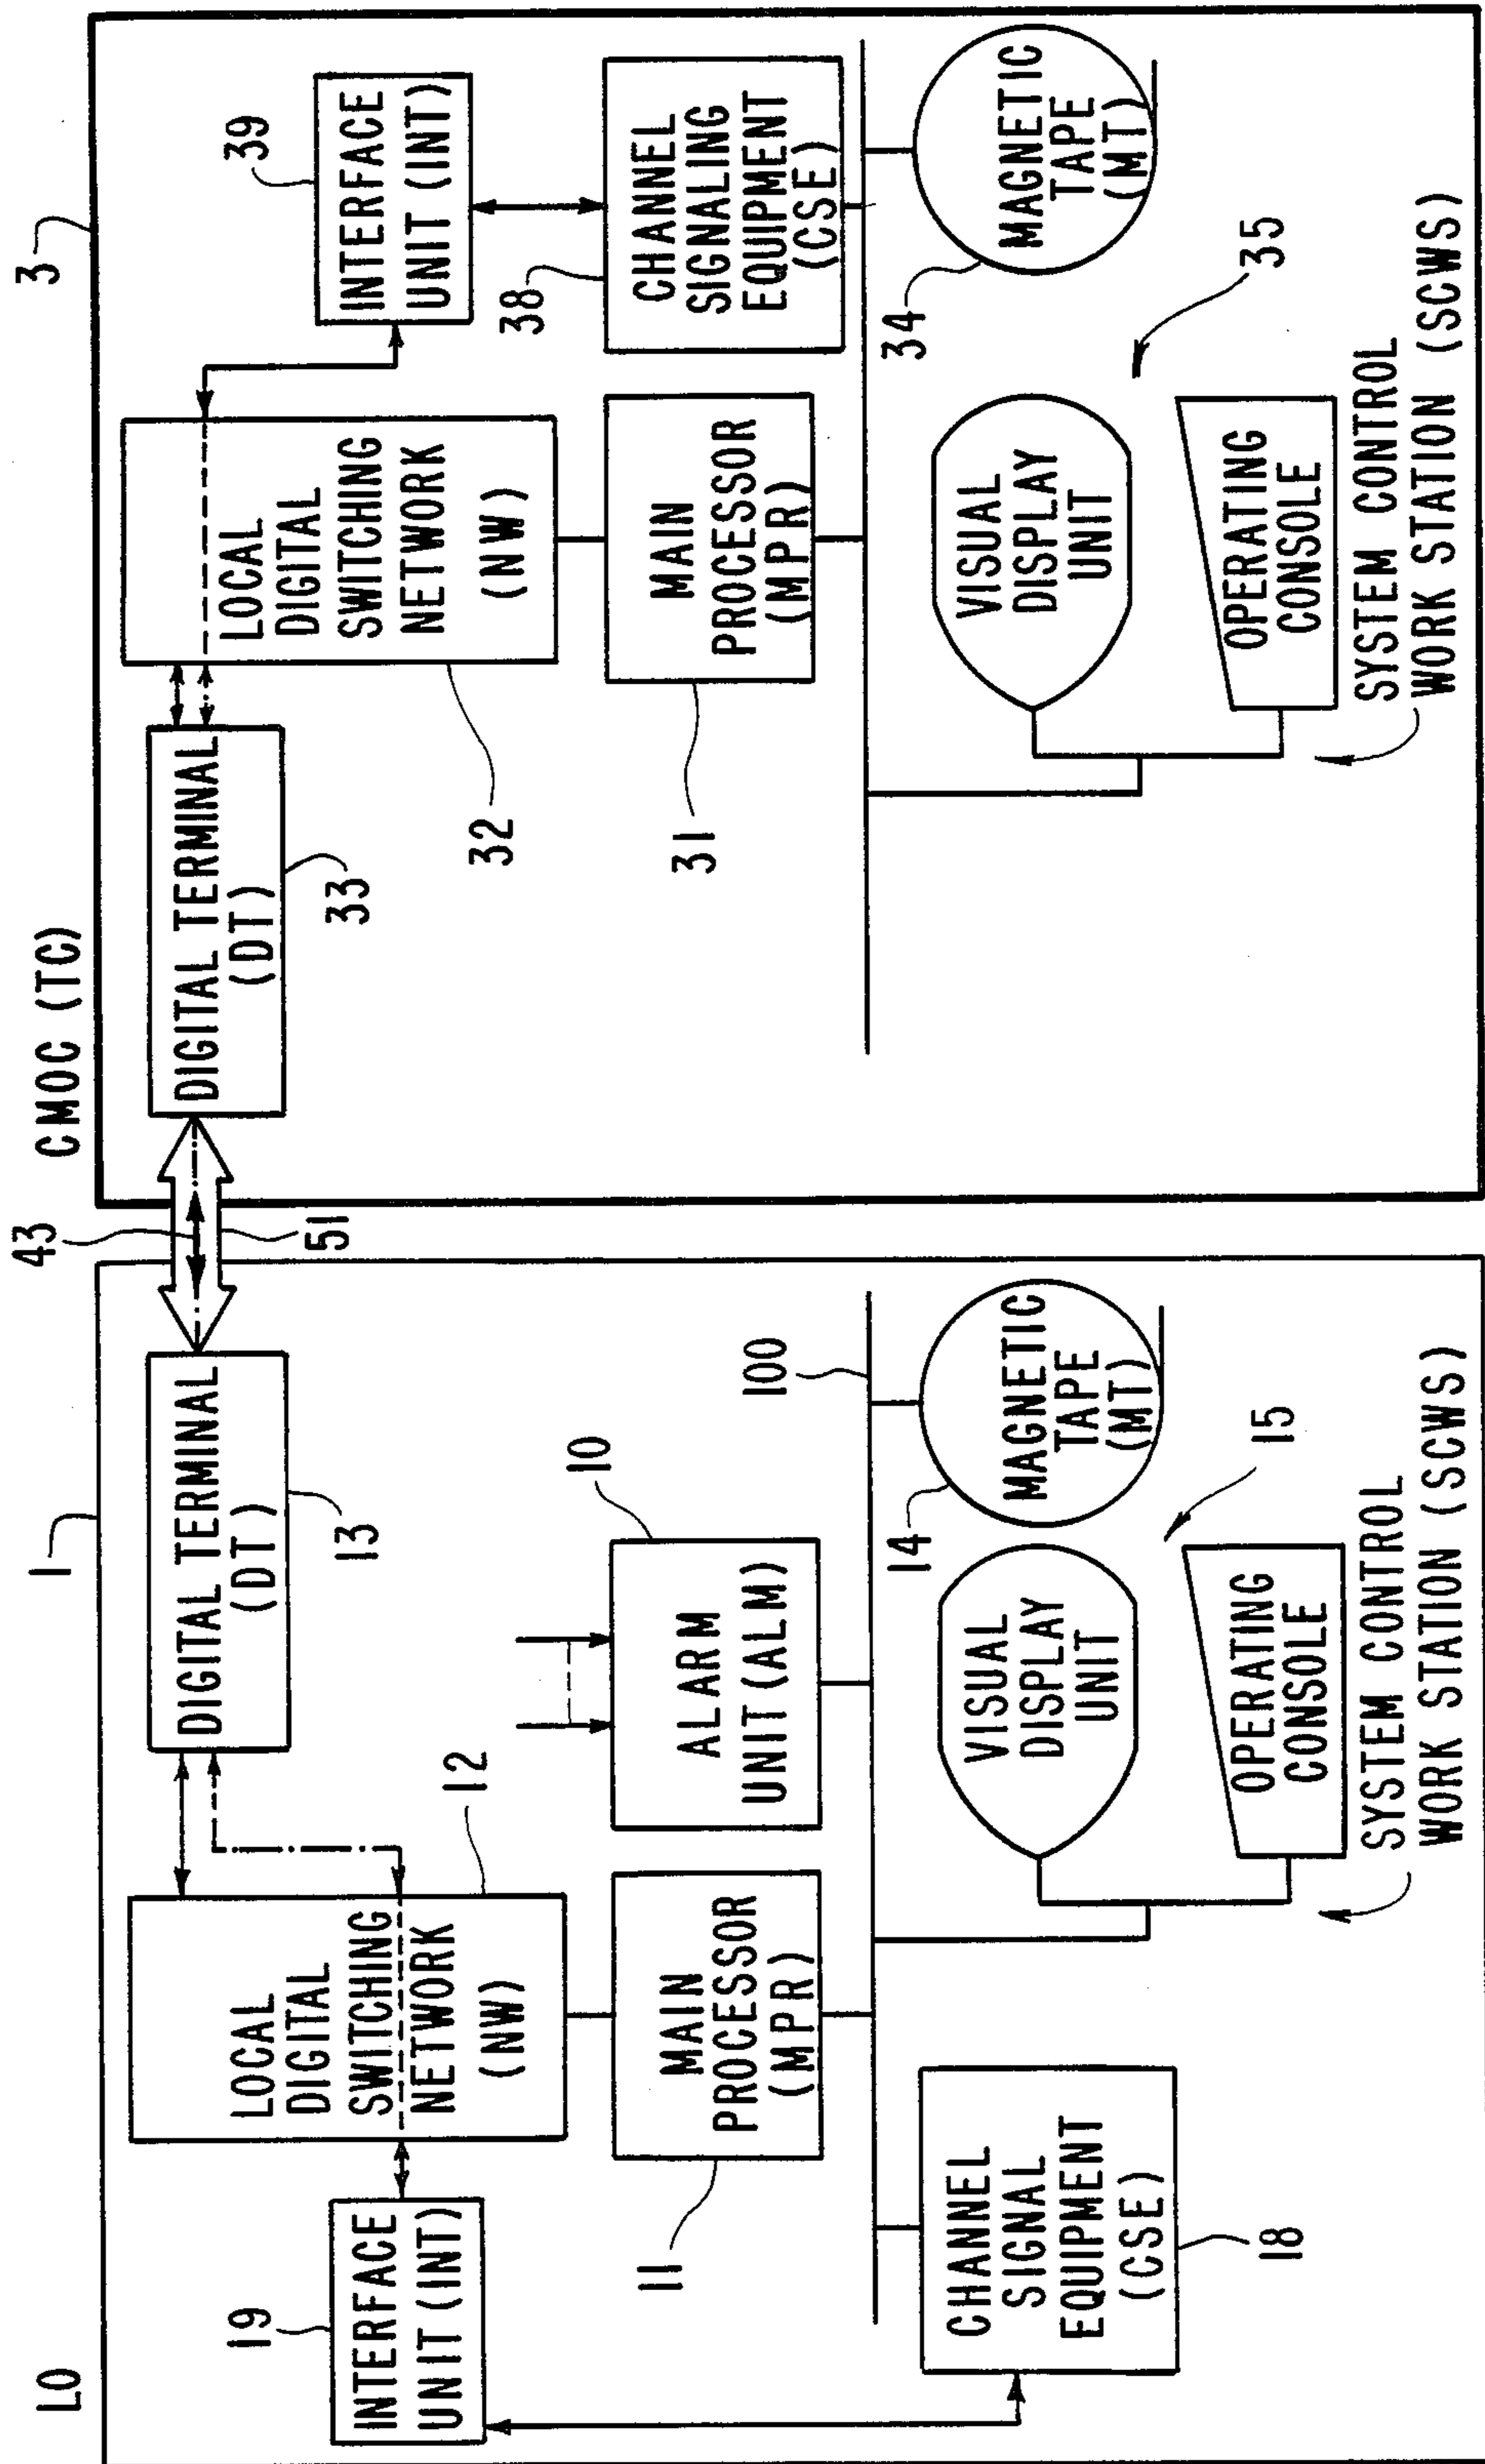 LO
1
43
51
CMOC (TC)
3
19
INTERFACE
UNIT (INT)
LOCAL
DIGITAL
SWITCHING
NETWORK
(NW)
12
DIGITAL TERMINAL
(DT)
13
11
MAIN
PROCESSOR
(MPR)
10
ALARM
UNIT (ALM)
100
CHANNEL
SIGNAL
EQUIPMENT
(CSE)
18
VISUAL
DISPLAY
UNIT
14
MAGNETIC
TAPE
(MT)
15
OPERATING
CONSOLE
SYSTEM CONTROL
WORK STATION (SCWS)
DIGITAL TERMINAL
(DT)
33
LOCAL
DIGITAL
SWITCHING
NETWORK
(NW)
32
39
INTERFACE
UNIT (INT)
31
MAIN
PROCESSOR
(MPR)
38
CHANNEL
SIGNALING
EQUIPMENT
(CSE)
VISUAL
DISPLAY
UNIT
34
MAGNETIC
TAPE
(MT)
35
OPERATING
CONSOLE
SYSTEM CONTROL
WORK STATION (SCWS)